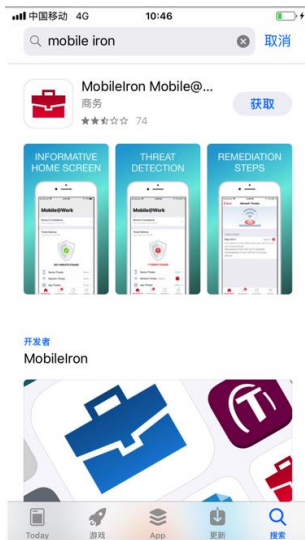 中国移动 4G 10:46
mobile iron 取消
MobileIron Mobile@...
商务
获取
74
INFORMATIVE
HOME SCREEN
THREAT
DETECTION
REMEDIATION
STEPS
Mobile@Work
Mobile@Work
开发者
MobileIron
Today 游戏 App 更新 搜索